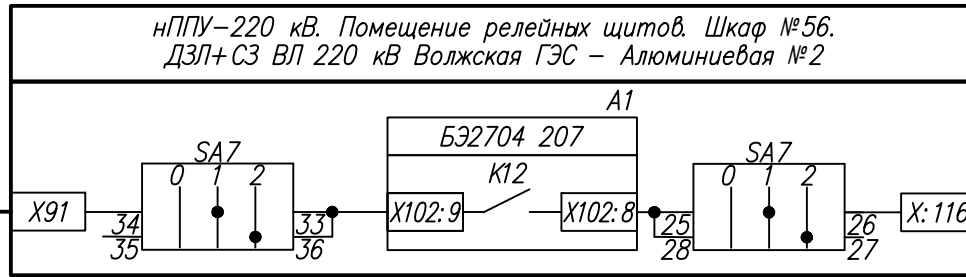 нППУ-220 кВ. Помещение релейных щитов. Шкаф №56.
ДЗЛ+СЗ ВЛ 220 кВ Волжская ГЭС - Алюминиевая №2
А1
БЭ2704 207
SA7
SA7
0 1 2
K12
0 1 2
X91
34
33
X102:9
X102:8
25
26
X:116
35
36
28
27